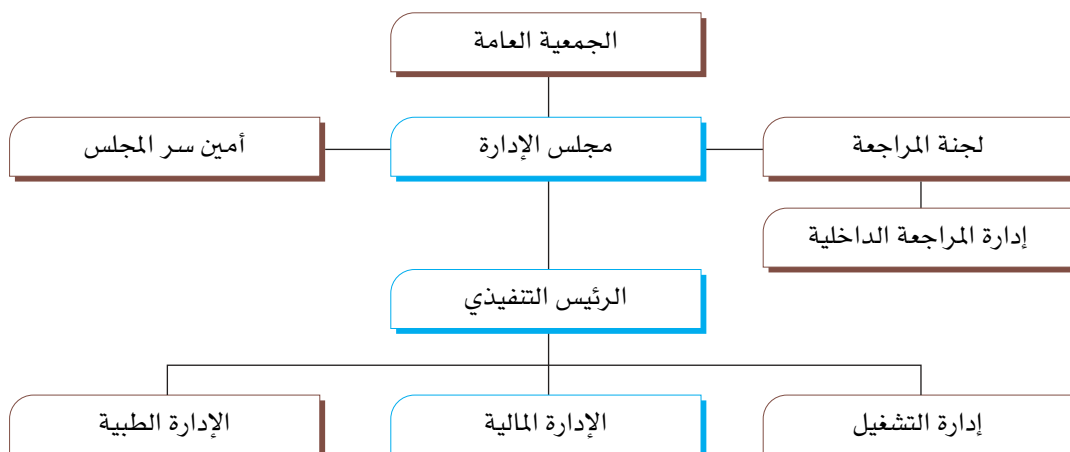 الجمعية العامة
لجنة المراجعة
مجلس الإدارة
أمين سر المجلس
إدارة المراجعة الداخلية
الرئيس التنفيذي
إدارة التشغيل
الإدارة المالية
الإدارة الطبية